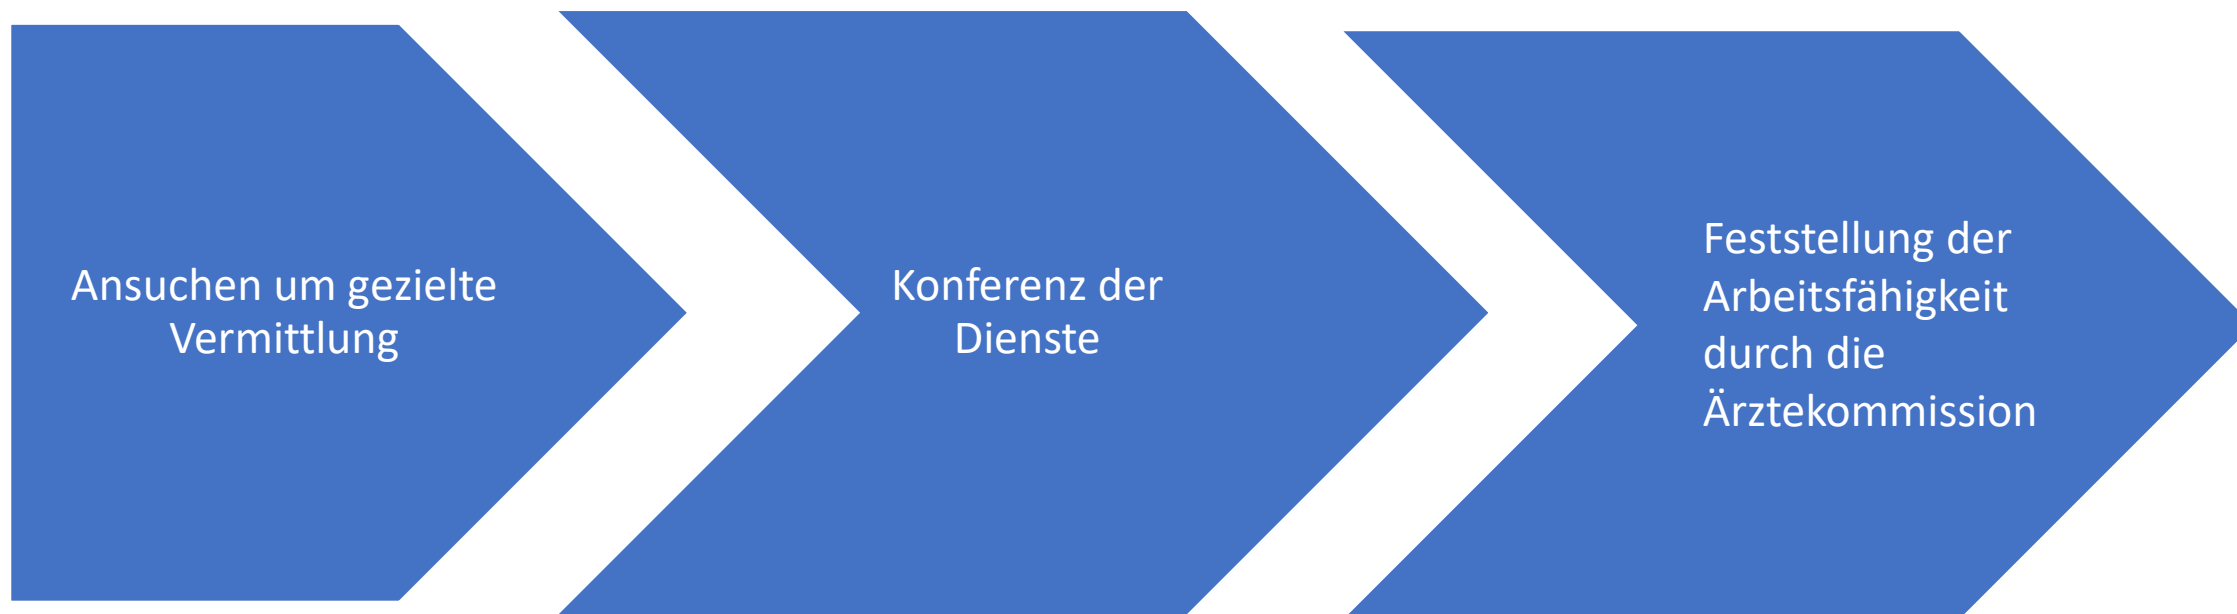 Ansuchen um gezielte
Vermittlung
Konferenz der
Dienste
Feststellung der
Arbeitsfähigkeit
durch die
Ärztekommission